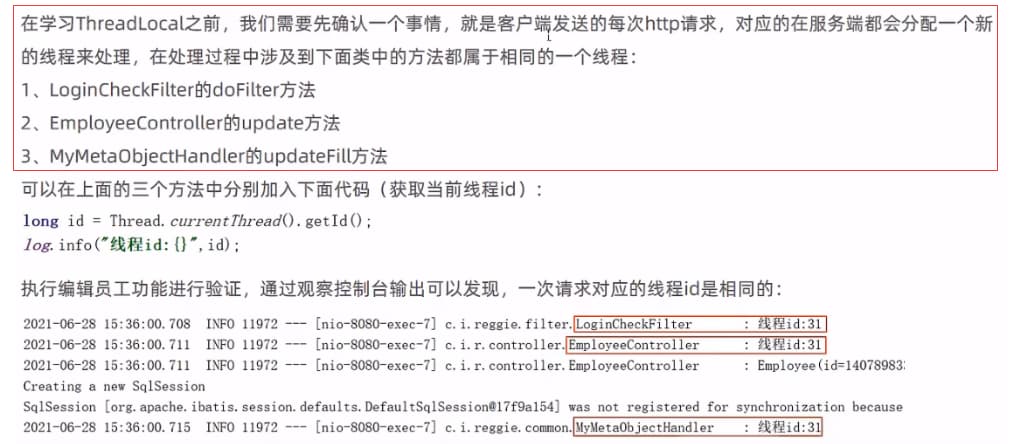 在学习ThreadLocal之前，我们需要先确认一个事情，就是客户端发送的每次http请求，对应的在服务端都会分配一个新
的线程来处理，在处理过程中涉及到下面类中的方法都属于相同的一个线程：
1、LoginCheckFilter的doFilter方法
2、EmployeeController的update方法
3、MyMetaObjectHandler的updateFill方法
可以在上面的三个方法中分别加入下面代码（获取当前线程id）：
long id = Thread.currentThread().getId();
log.info("线程id:{}",id);
执行编辑员工功能进行验证，通过观察控制台输出可以发现，一次请求对应的线程id是相同的：
2021-06-28 15:36:00.708 INFO 11972 --- [nio-8080-exec-7] c.i.reggie.filter.LoginCheckFilter : 线程id:31
2021-06-28 15:36:00.711 INFO 11972 --- [nio-8080-exec-7] c.i.r.controller.EmployeeController : 线程id:31
2021-06-28 15:36:00.711 INFO 11972 --- [nio-8080-exec-7] c.i.r.controller.EmployeeController : Employee(id=14078983
Creating a new SqlSession
SqlSession [org.apache.ibatis.session.defaults.DefaultSqlSession@17f9a154] was not registered for synchronization because
2021-06-28 15:36:00.715 INFO 11972 --- [nio-8080-exec-7] c.i.reggie.common.MyMetaObjectHandler : 线程id:31